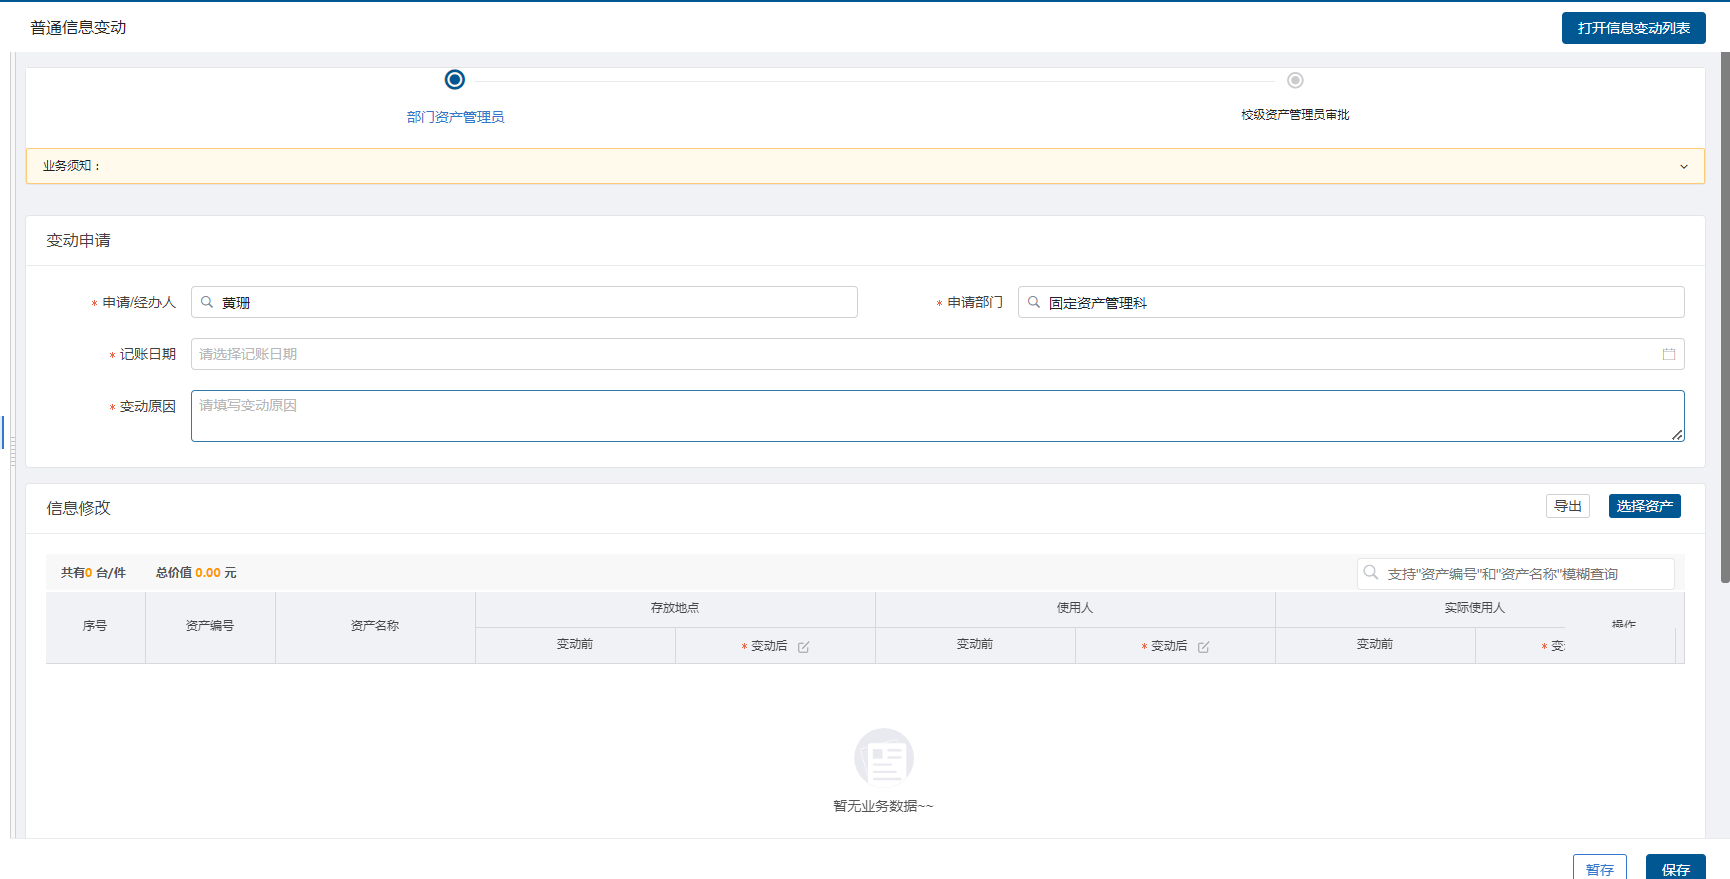 普通信息变动
打开信息变动列表
部门资产管理员
校级资产管理员审批
业务须知：
变动申请
* 申请/经办人 黄珊 * 申请部门 固定资产管理科
* 记账日期 请选择记账日期
* 变动原因 请填写变动原因
信息修改 导出 选择资产
共有0 台/件 总价值 0.00 元 支持"资产编号"和"资产名称"模糊查询
序号 资产编号 资产名称 存放地点 使用人 实际使用人 操作
变动前 * 变动后 变动前 * 变动后 变动前 * 变
暂无业务数据~~
暂存 保存